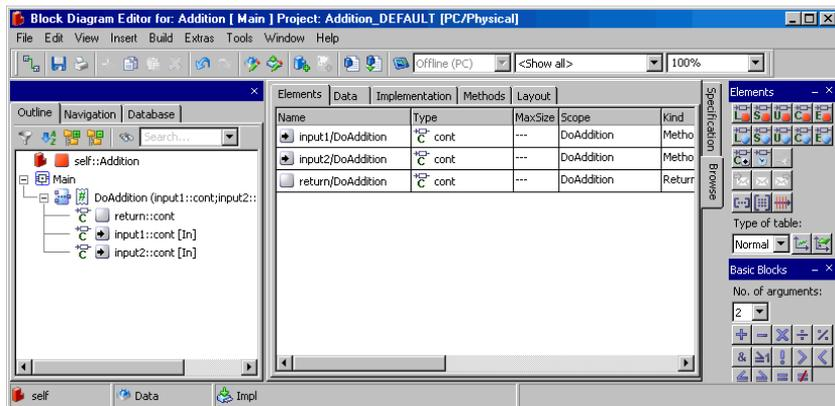 Block Diagram Editor for: Addition [ Main ] Project: Addition_DEFAULT [PC/Physical]
File Edit View Insert Build Extras Tools Window Help
Offline (PC) <Show all> 100%
Outline Navigation Database
Search...
self::Addition
Main
DoAddition (input1::cont;input2::
return::cont
input1::cont [In]
input2::cont [In]
Elements Data Implementation Methods Layout
Name Type MaxSize Scope Kind
input1/DoAddition cont --- DoAddition Metho
input2/DoAddition cont --- DoAddition Metho
return/DoAddition cont --- DoAddition Return
Specification
Browse
Elements
L S U C E
L S U C E
C
Type of table:
Normal
Basic Blocks
No. of arguments:
2
+ - × ÷ %
& ≥1 ! > <
= ≠
self Data Impl